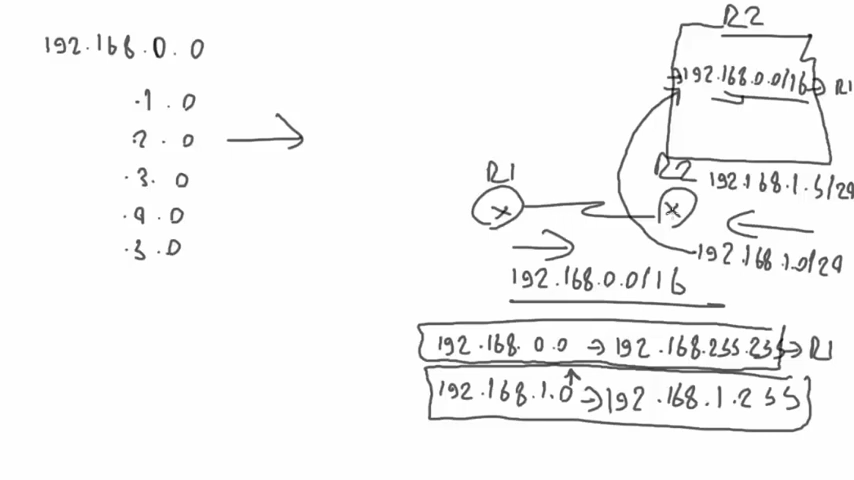 192.168.0.0
.1.0
.2.0
.3.0
.4.0
.5.0
R2
192.168.0.0/16 → R1
R1
R2
192.168.1.5/24
192.168.1.0/24
192.168.0.0/16
192.168.0.0 → 192.168.255.255 → R1
192.168.1.0 → 192.168.1.255